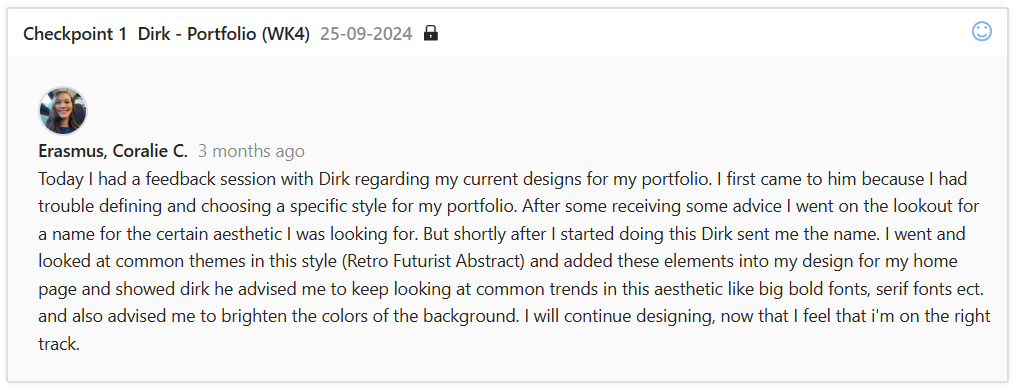 Checkpoint 1 Dirk - Portfolio (WK4) 25-09-2024
Erasmus, Coralie C. 3 months ago
Today I had a feedback session with Dirk regarding my current designs for my portfolio. I first came to him because I had
trouble defining and choosing a specific style for my portfolio. After some receiving some advice I went on the lookout for
a name for the certain aesthetic I was looking for. But shortly after I started doing this Dirk sent me the name. I went and
looked at common themes in this style (Retro Futurist Abstract) and added these elements into my design for my home
page and showed dirk he advised me to keep looking at common trends in this aesthetic like big bold fonts, serif fonts ect.
and also advised me to brighten the colors of the background. I will continue designing, now that I feel that i'm on the right
track.